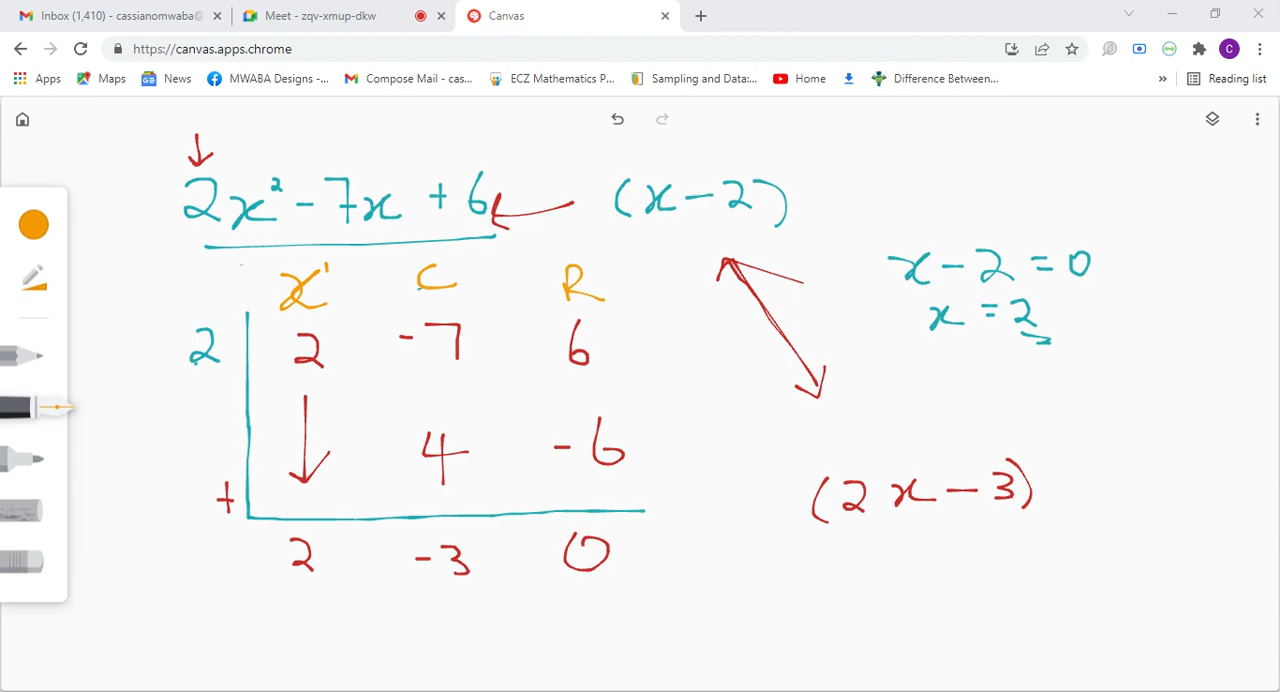 Inbox (1,410) - cassianomwaba@
Meet - zqv-xmup-dkw
Canvas
https://canvas.apps.chrome
C
Apps
Maps
News
MWABA Designs -...
Compose Mail - cas...
ECZ Mathematics P...
Sampling and Data:...
Home
Difference Between...
»
Reading list
2x² - 7x + 6 (x - 2)
x - 2 = 0
x = 2
x¹ C R
2 2 -7 6
4 -6
+
(2x - 3)
2 -3 0